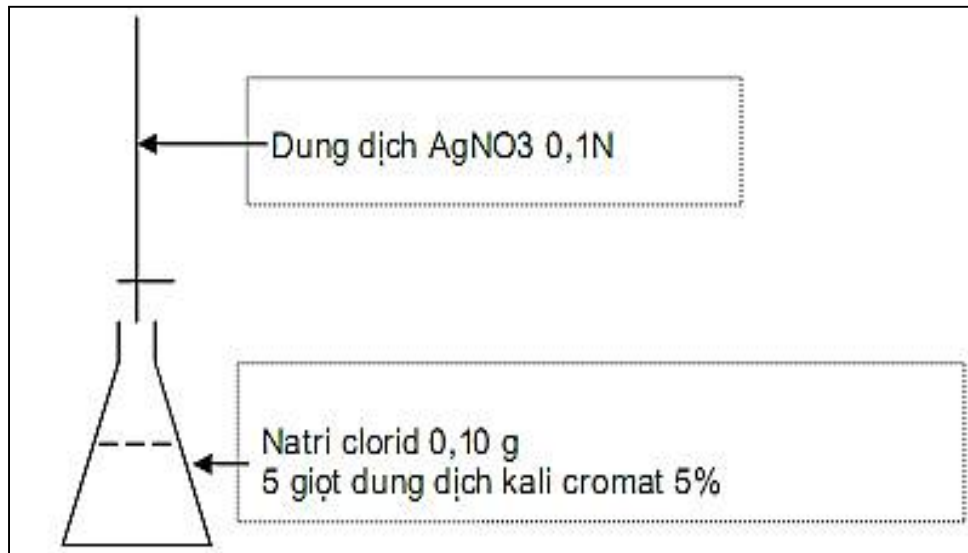 Dung dịch AgNO3 0,1N
Natri clorid 0,10 g
5 giọt dung dịch kali cromat 5%